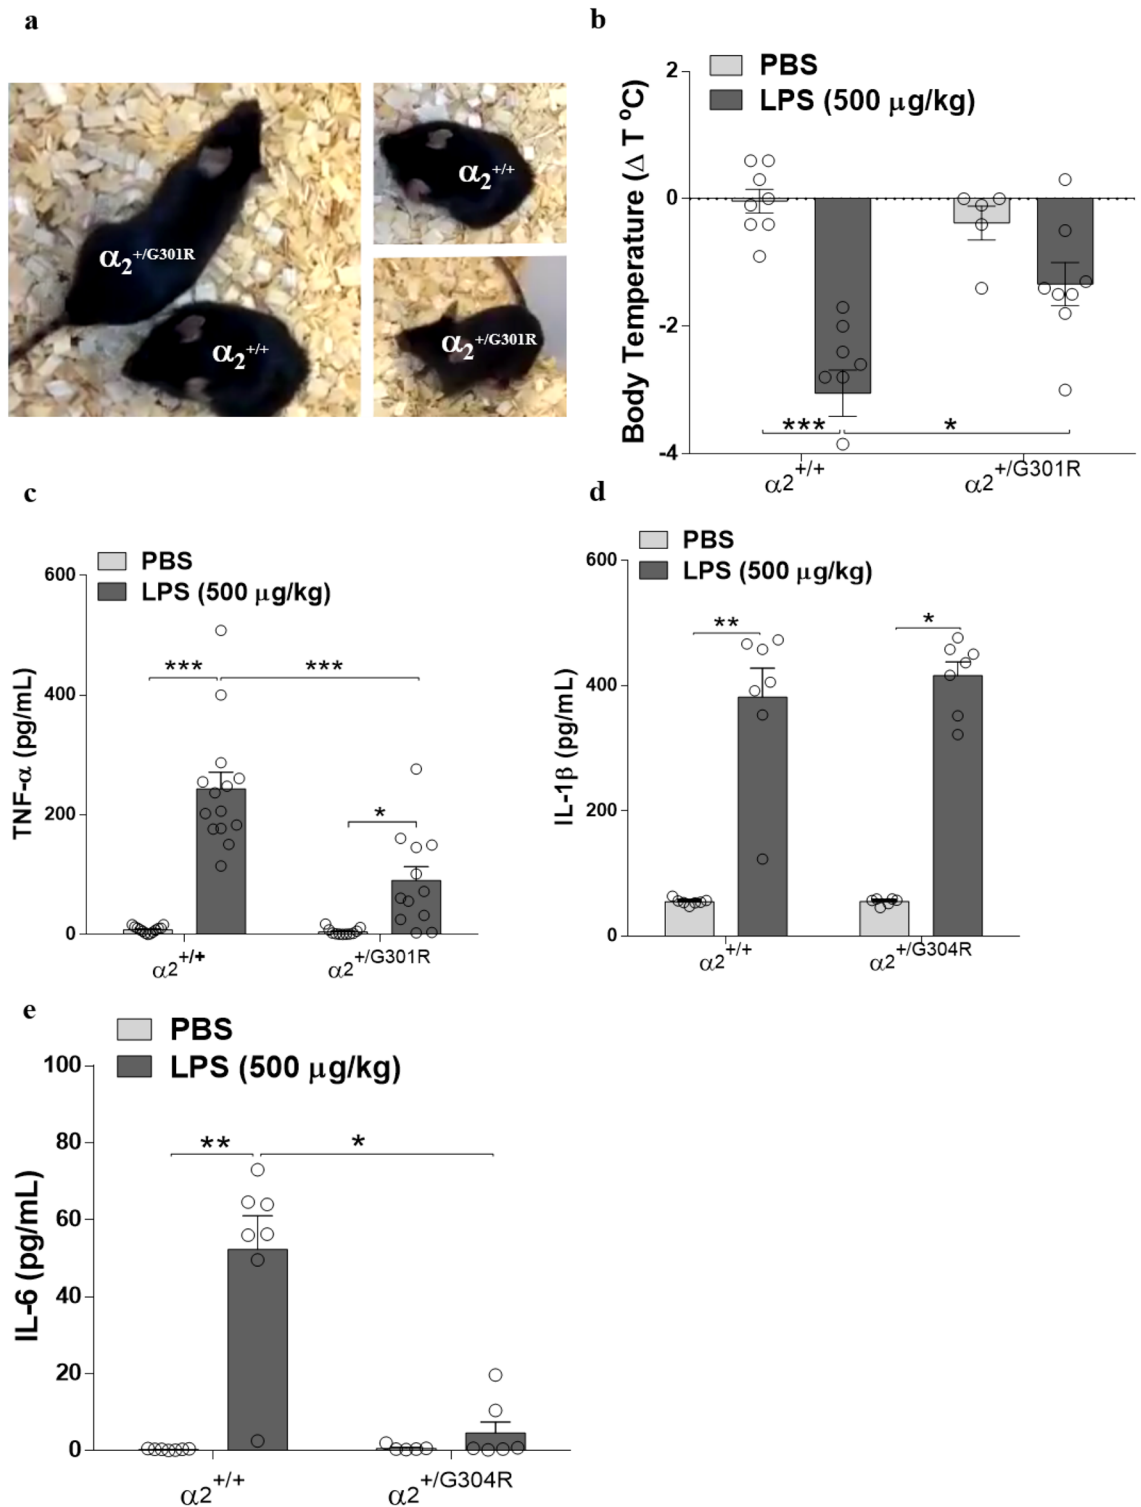 a
α2+/G301R
α2+/+
α2+/+
α2+/G301R
b
PBS
LPS (500 μg/kg)
Body Temperature (Δ T oC)
2
0
-2
-4
***
*
α2+/+
α2+/G301R
c
PBS
LPS (500 μg/kg)
TNF-α (pg/mL)
600
400
200
0
***
***
*
α2+/+
α2+/G301R
d
PBS
LPS (500 μg/kg)
IL-1β (pg/mL)
600
400
200
0
**
*
α2+/+
α2+/G304R
e
PBS
LPS (500 μg/kg)
IL-6 (pg/mL)
100
80
60
40
20
0
**
*
α2+/+
α2+/G304R